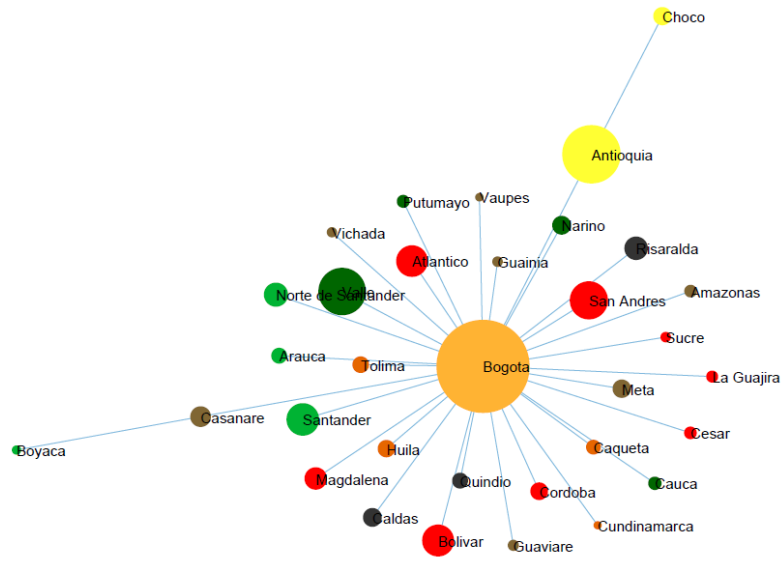 Choco
Antioquia
Vaupes
Putumayo
Narino
Vichada
Risaralda
Atlantico
Guainia
Amazonas
Norte de Santander
Valle
San Andres
Sucre
Arauca
Tolima
Bogota
La Guajira
Meta
Casanare
Santander
Cesar
Boyaca
Huila
Caqueta
Magdalena
Quindio
Cauca
Cordoba
Caldas
Cundinamarca
Bolivar
Guaviare